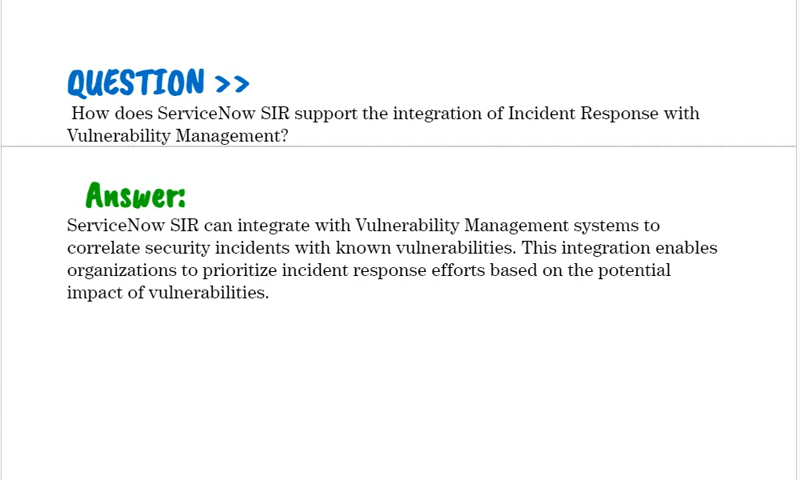 QUESTION >>
How does ServiceNow SIR support the integration of Incident Response with
Vulnerability Management?
Answer:
ServiceNow SIR can integrate with Vulnerability Management systems to
correlate security incidents with known vulnerabilities. This integration enables
organizations to prioritize incident response efforts based on the potential
impact of vulnerabilities.